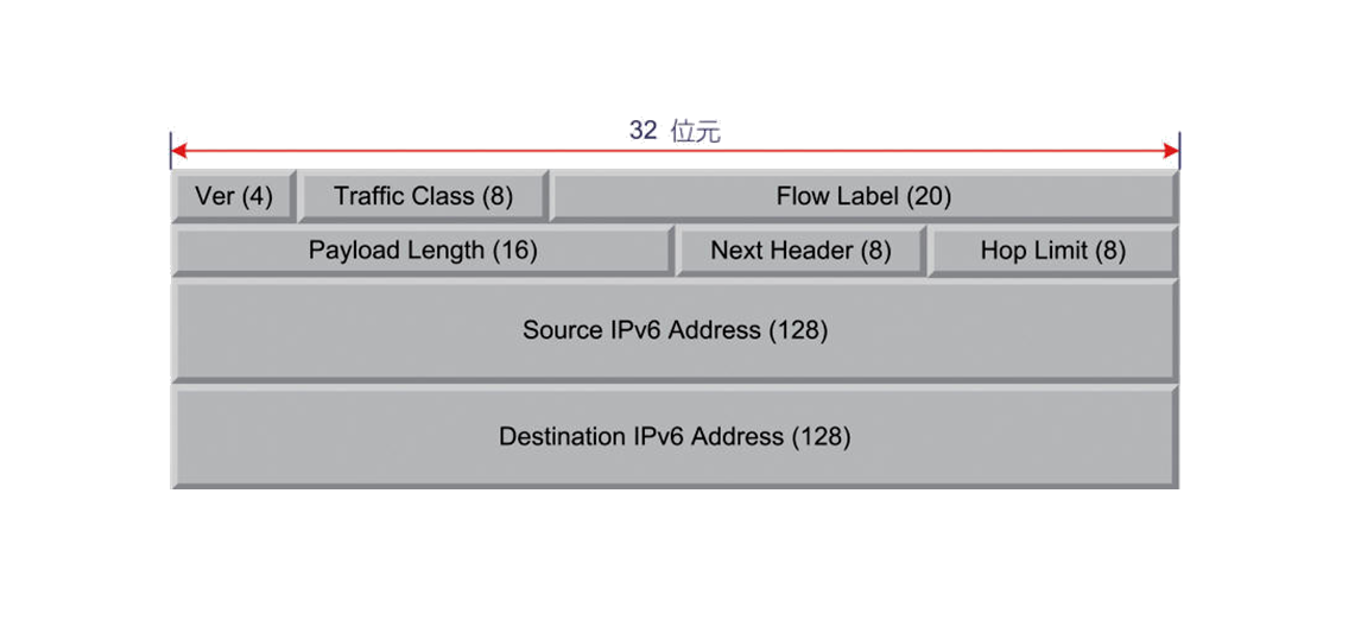 32 位元
Ver (4) Traffic Class (8) Flow Label (20)
Payload Length (16) Next Header (8) Hop Limit (8)
Source IPv6 Address (128)
Destination IPv6 Address (128)